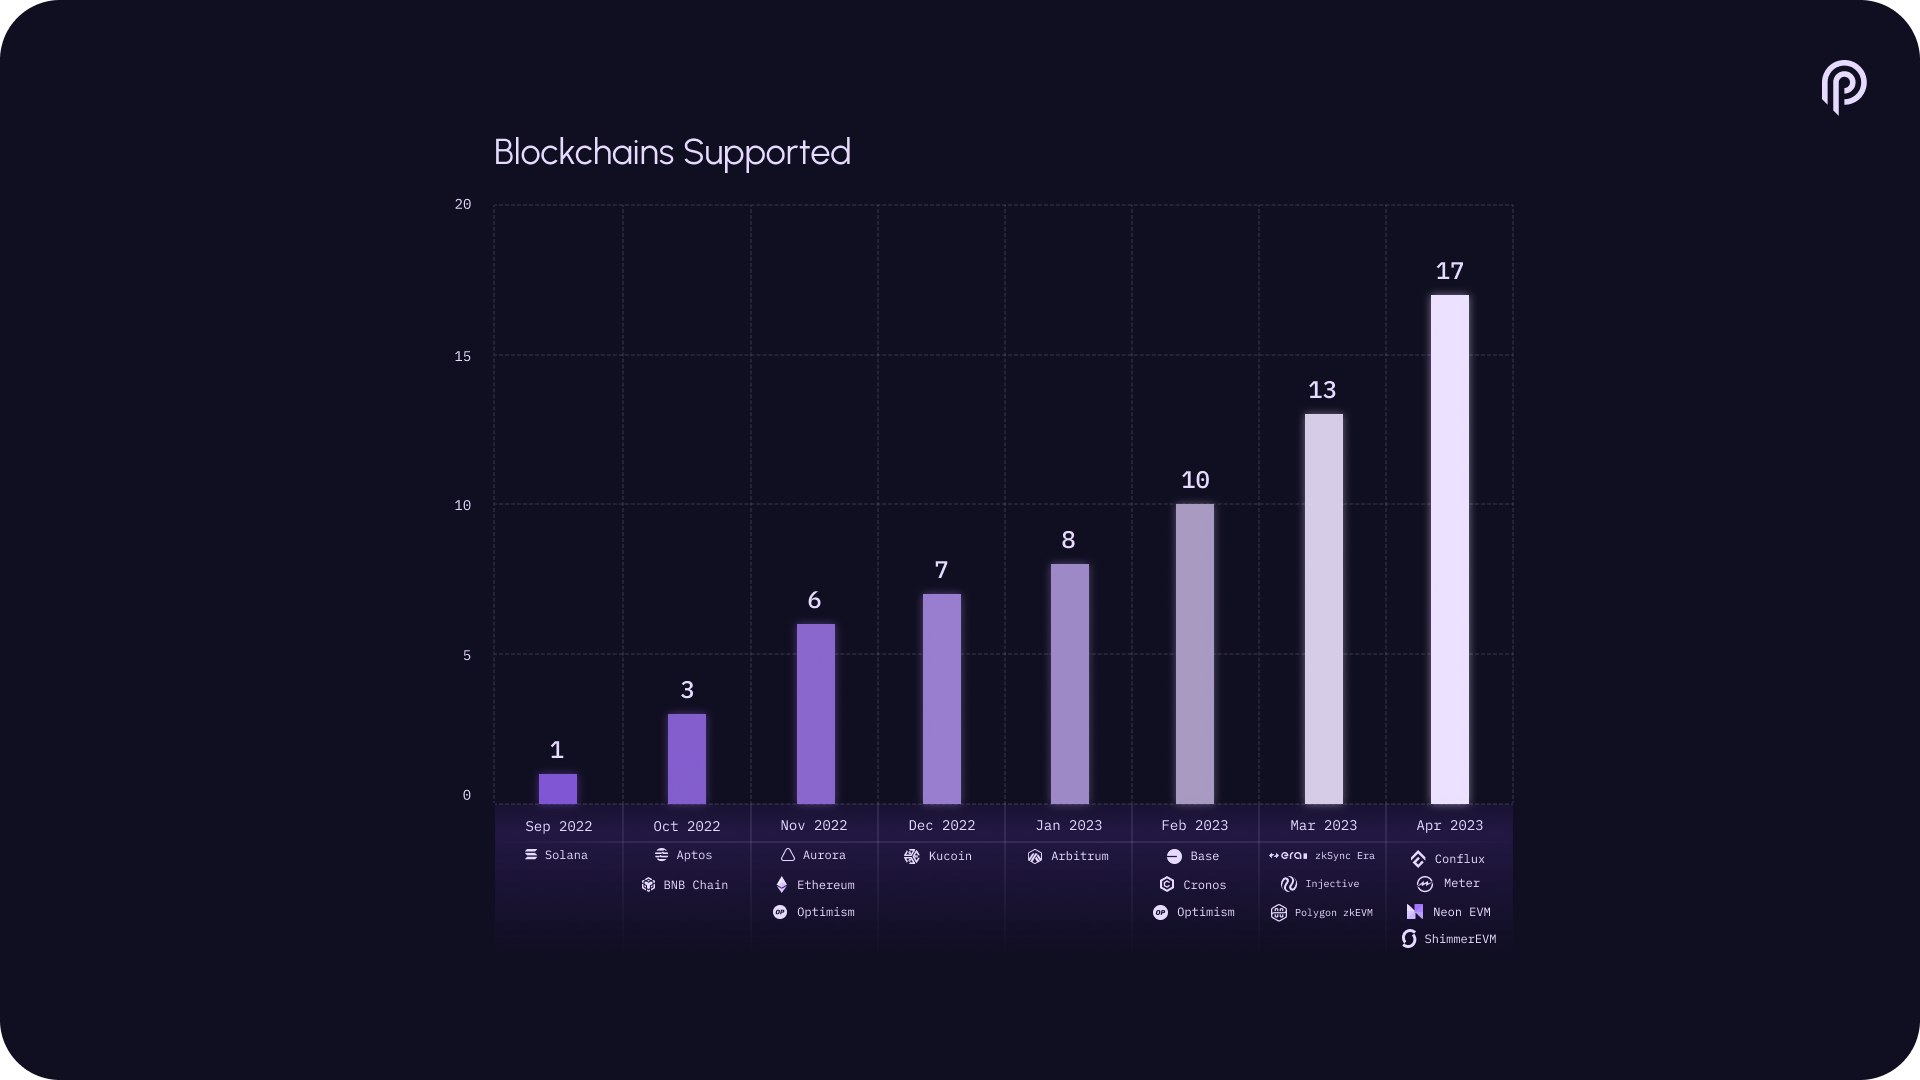 Blockchains Supported
20
15
10
5
0
1
3
6
7
8
10
13
17
Sep 2022 Oct 2022 Nov 2022 Dec 2022 Jan 2023 Feb 2023 Mar 2023 Apr 2023
Solana Aptos Aurora Kucoin Arbitrum Base era zkSync Era Conflux
BNB Chain Ethereum Cronos Injective Meter
OP Optimism OP Optimism Polygon zkEVM Neon EVM
ShimmerEVM